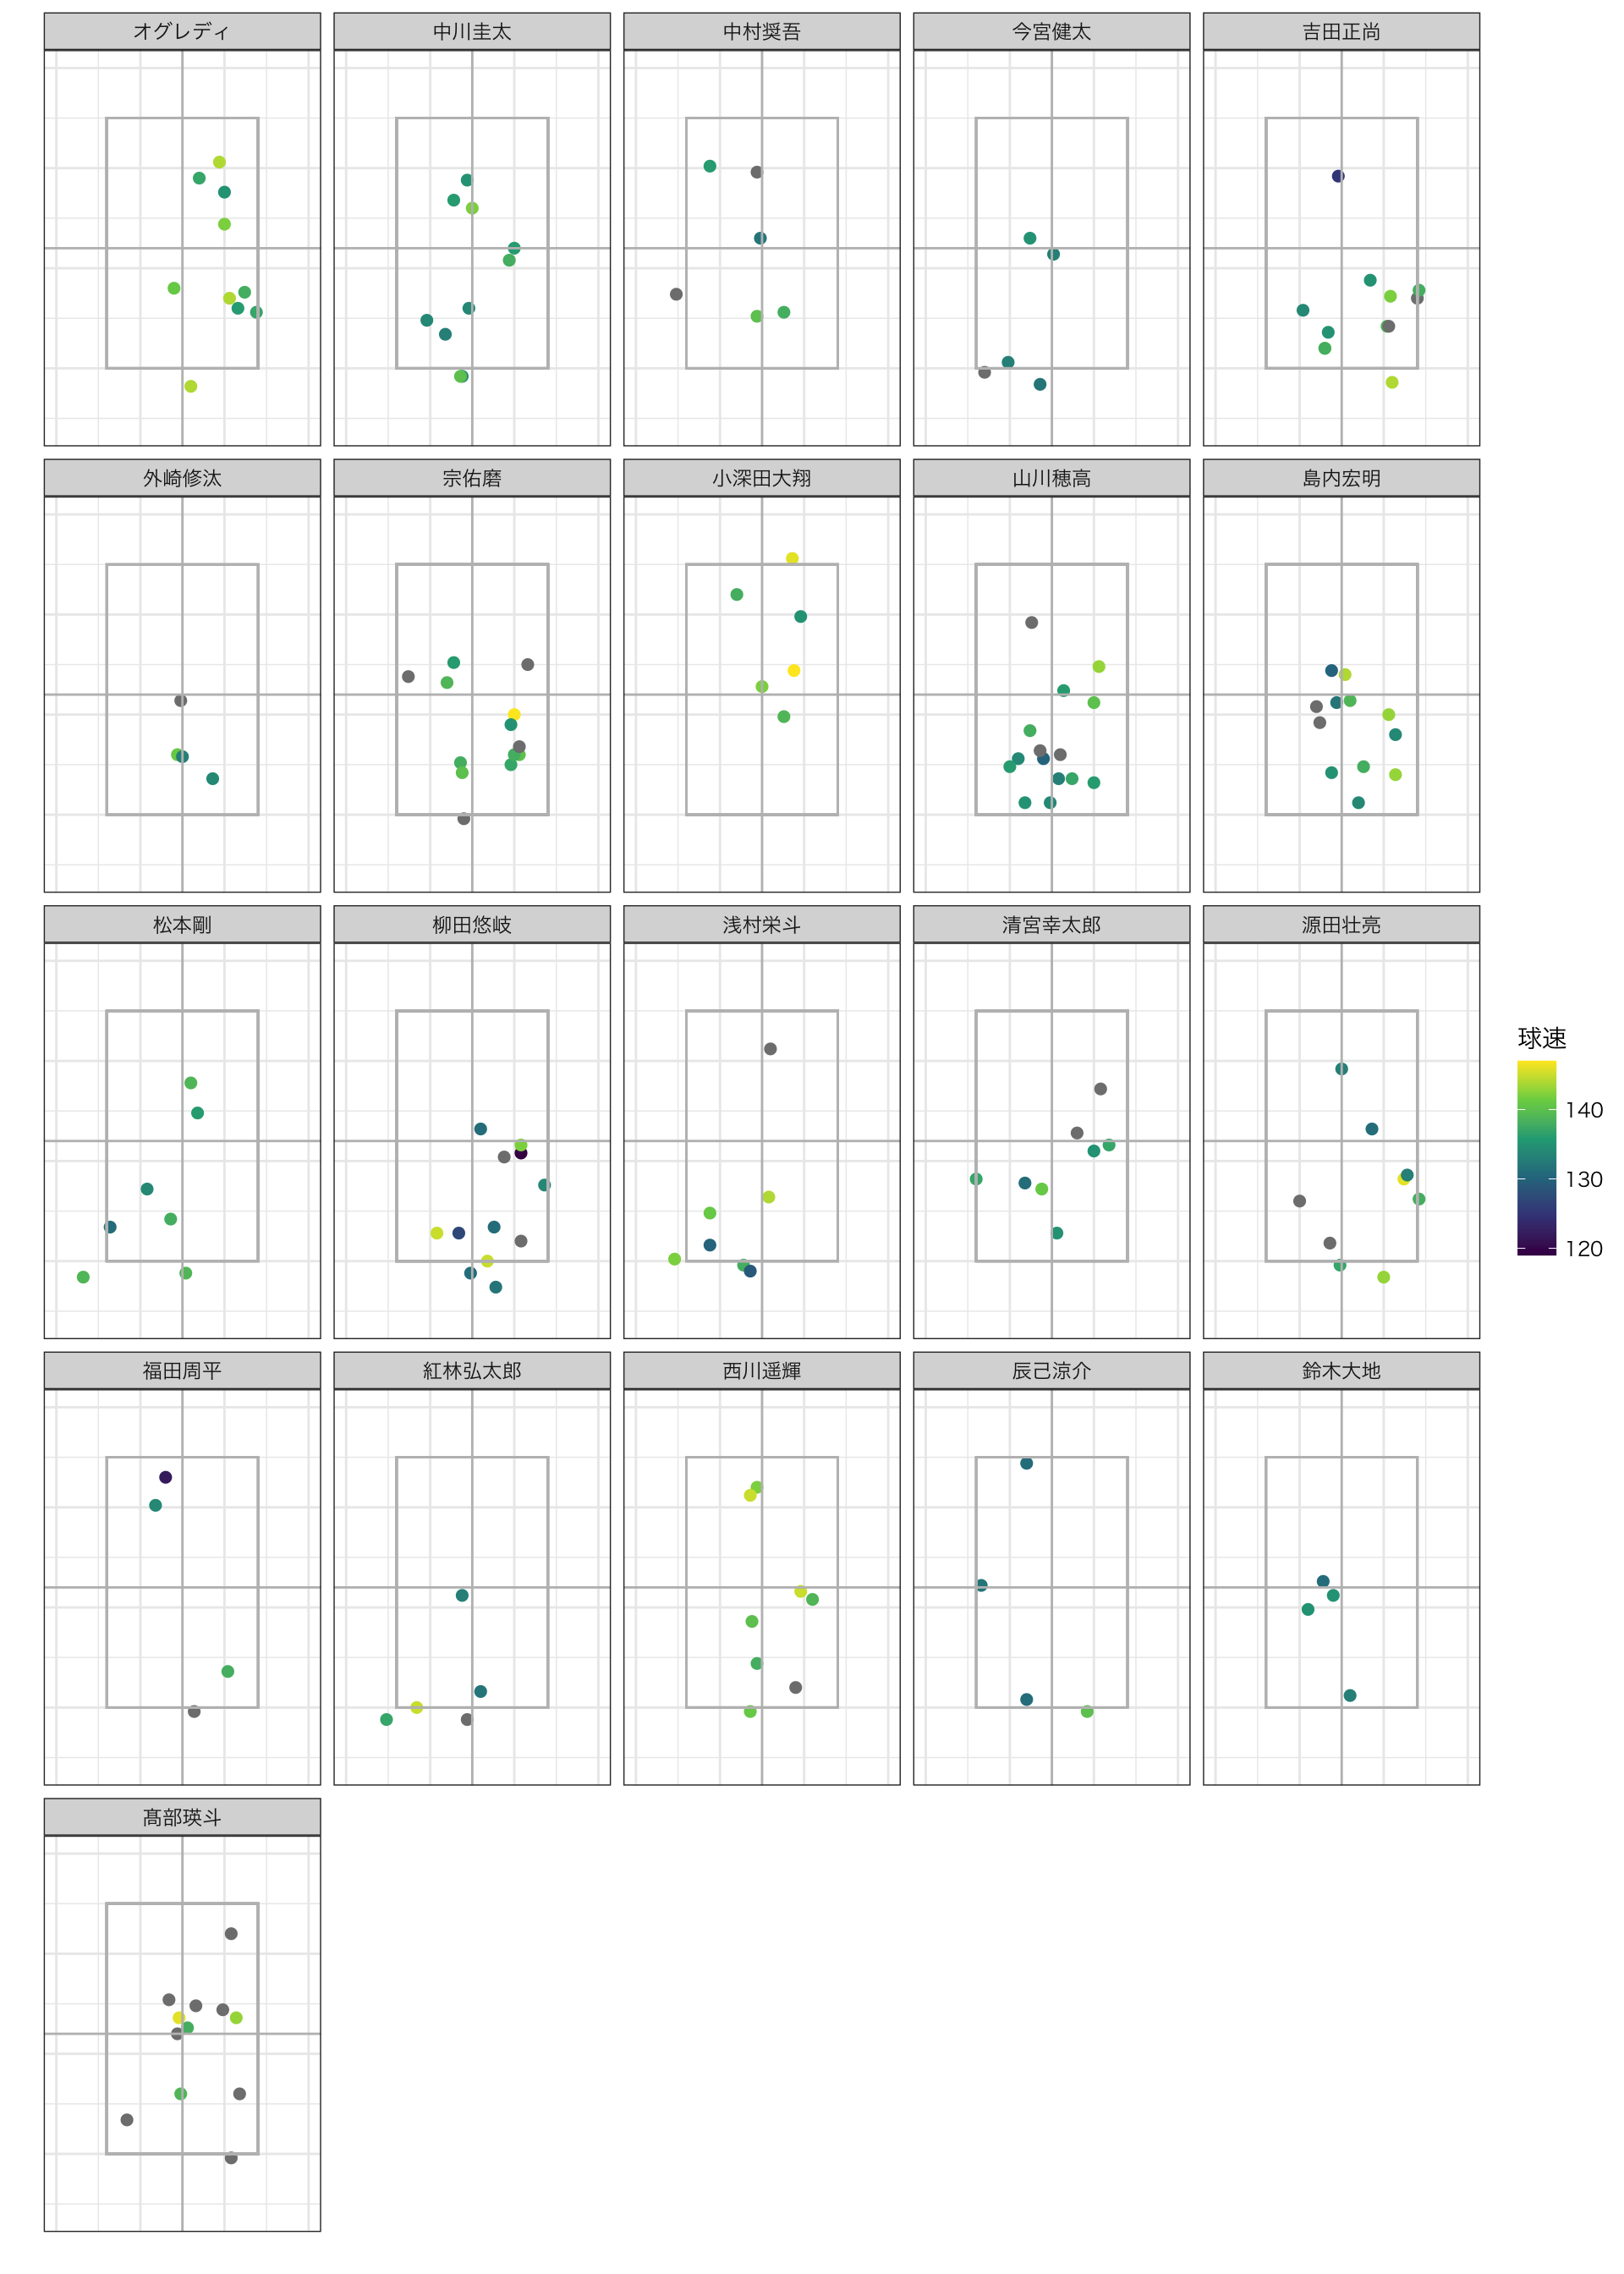 オグレディ
中川圭太
中村奨吾
今宮健太
吉田正尚
外崎修汰
宗佑磨
小深田大翔
山川穂高
島内宏明
松本剛
柳田悠岐
浅村栄斗
清宮幸太郎
源田壮亮
球速
140
130
120
福田周平
紅林弘太郎
西川遥輝
辰己涼介
鈴木大地
髙部瑛斗